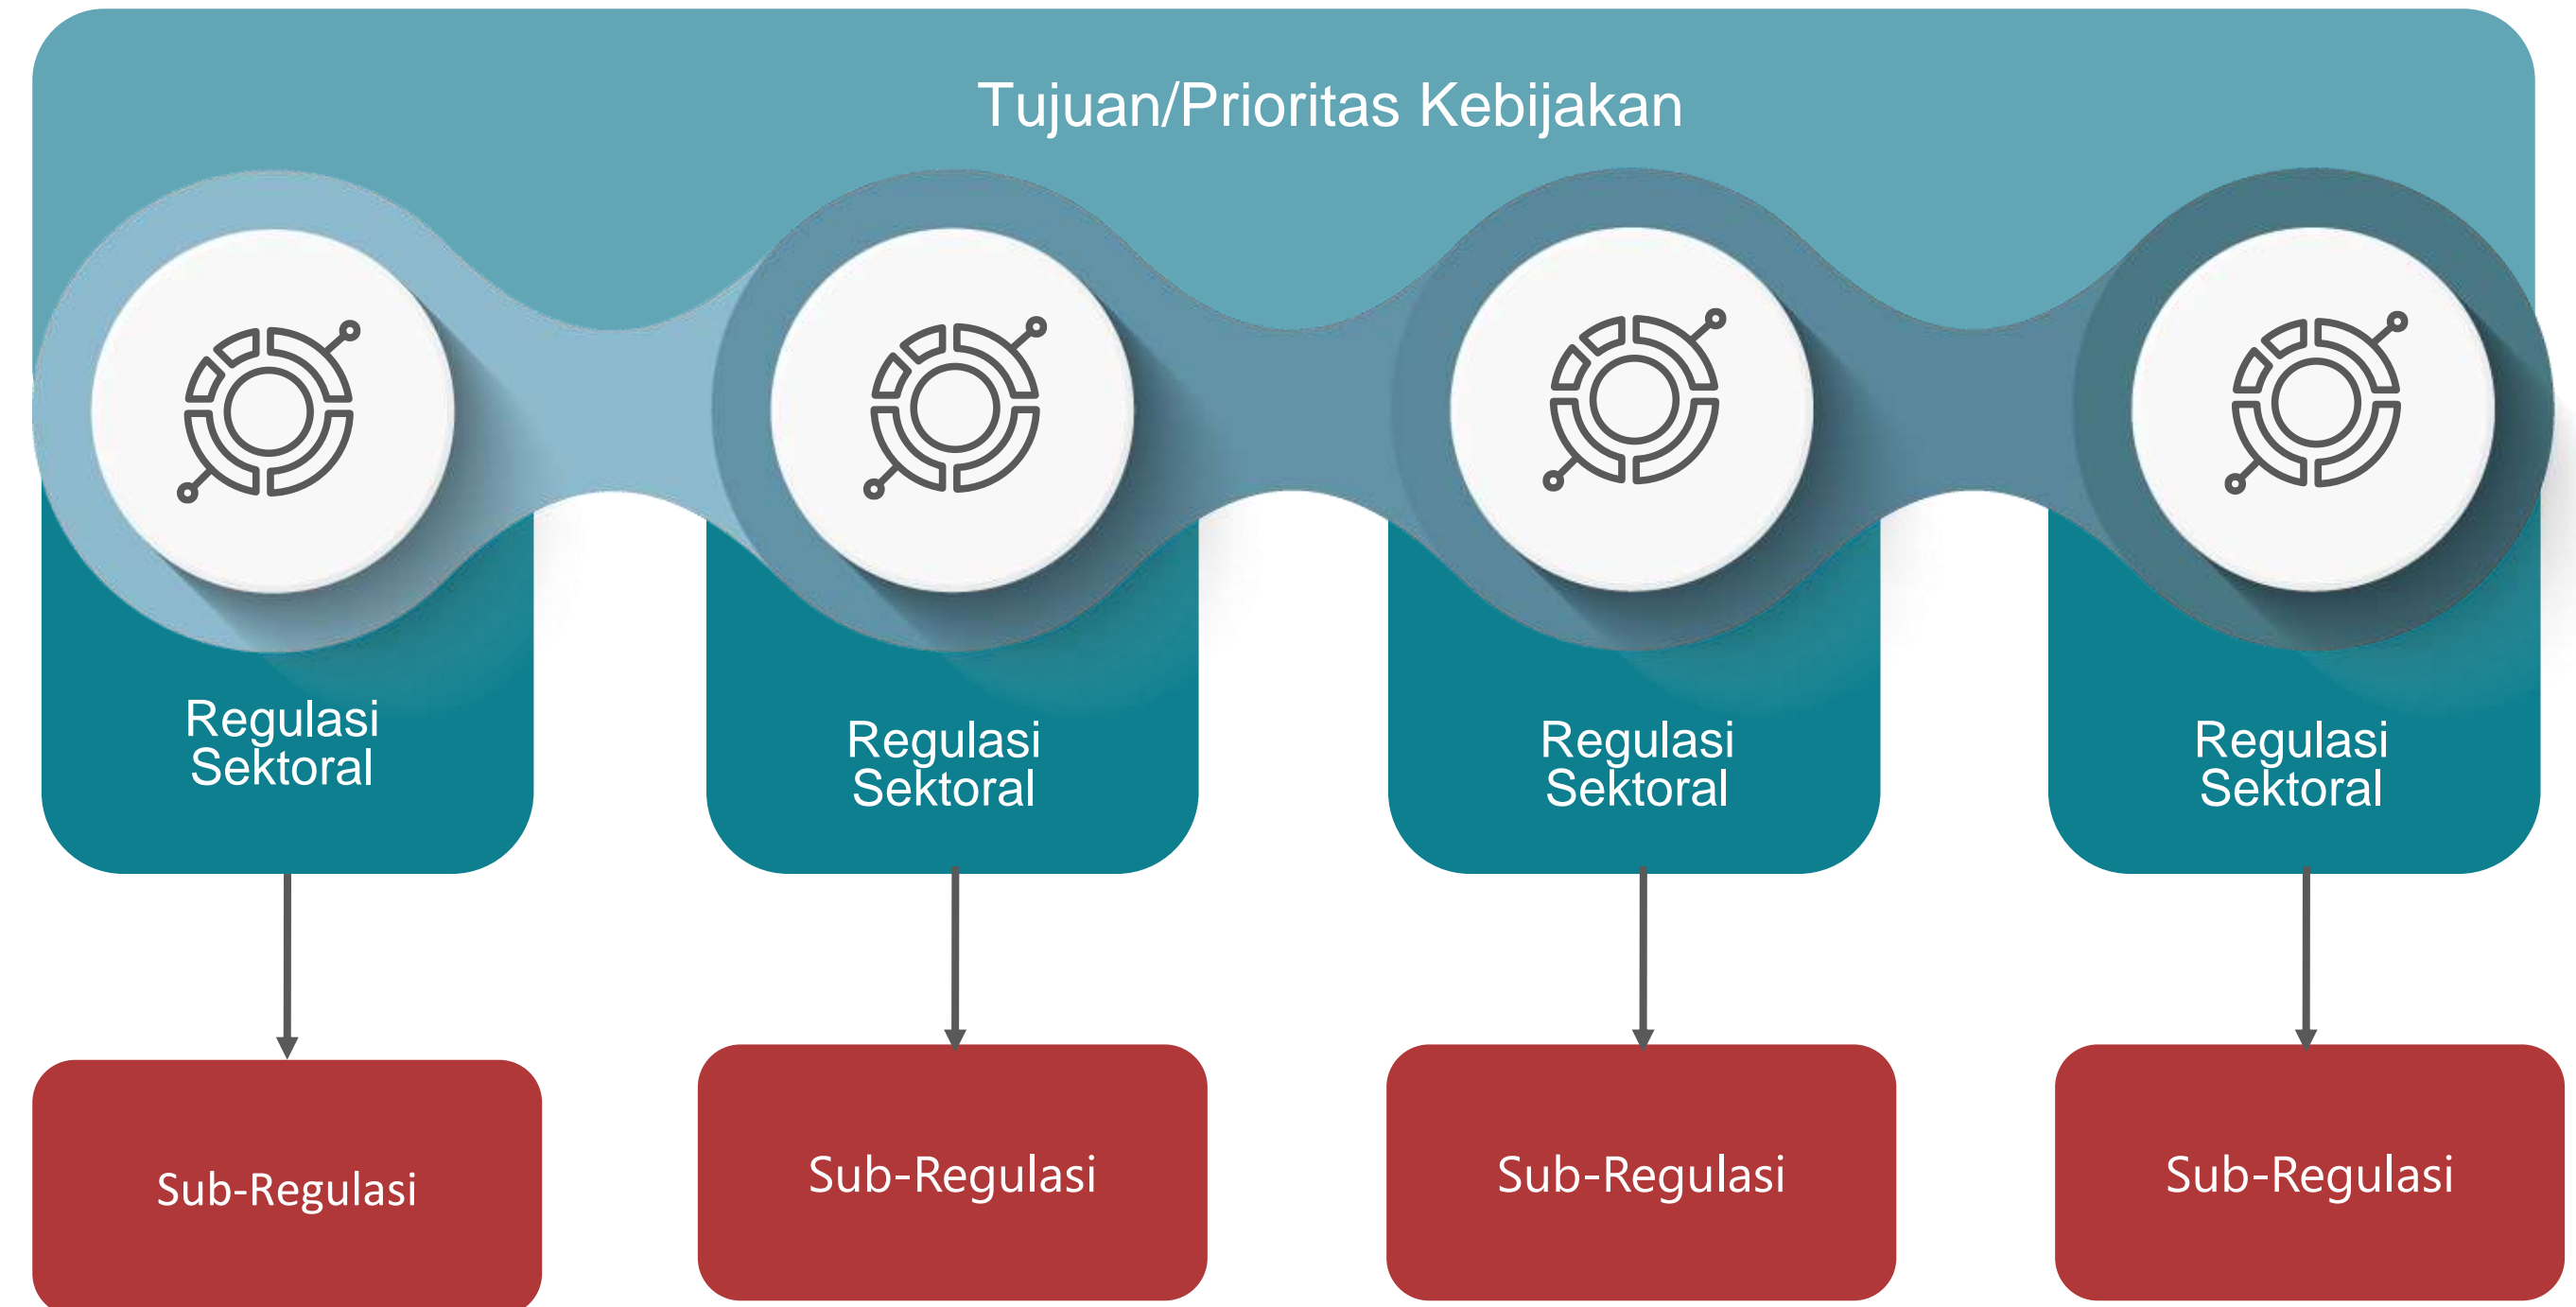 Tujuan/Prioritas Kebijakan
Regulasi
Sektoral
Regulasi
Sektoral
Regulasi
Sektoral
Regulasi
Sektoral
Sub-Regulasi
Sub-Regulasi
Sub-Regulasi
Sub-Regulasi